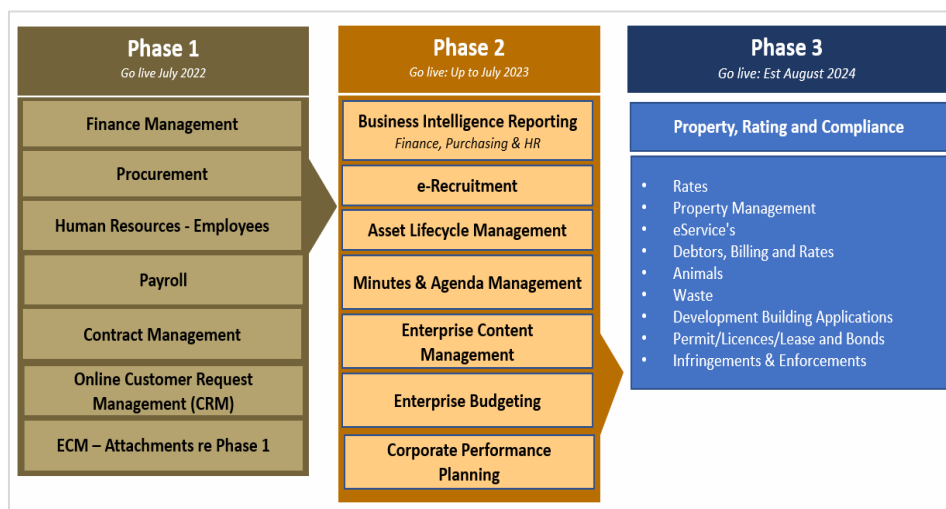 Phase 1
Go live July 2022
Finance Management
Procurement
Human Resources - Employees
Payroll
Contract Management
Online Customer Request
Management (CRM)
ECM – Attachments re Phase 1
Phase 2
Go live: Up to July 2023
Business Intelligence Reporting
Finance, Purchasing & HR
e-Recruitment
Asset Lifecycle Management
Minutes & Agenda Management
Enterprise Content
Management
Enterprise Budgeting
Corporate Performance
Planning
Phase 3
Go live: Est August 2024
Property, Rating and Compliance
• Rates
• Property Management
• eService's
• Debtors, Billing and Rates
• Animals
• Waste
• Development Building Applications
• Permit/Licences/Lease and Bonds
• Infringements & Enforcements